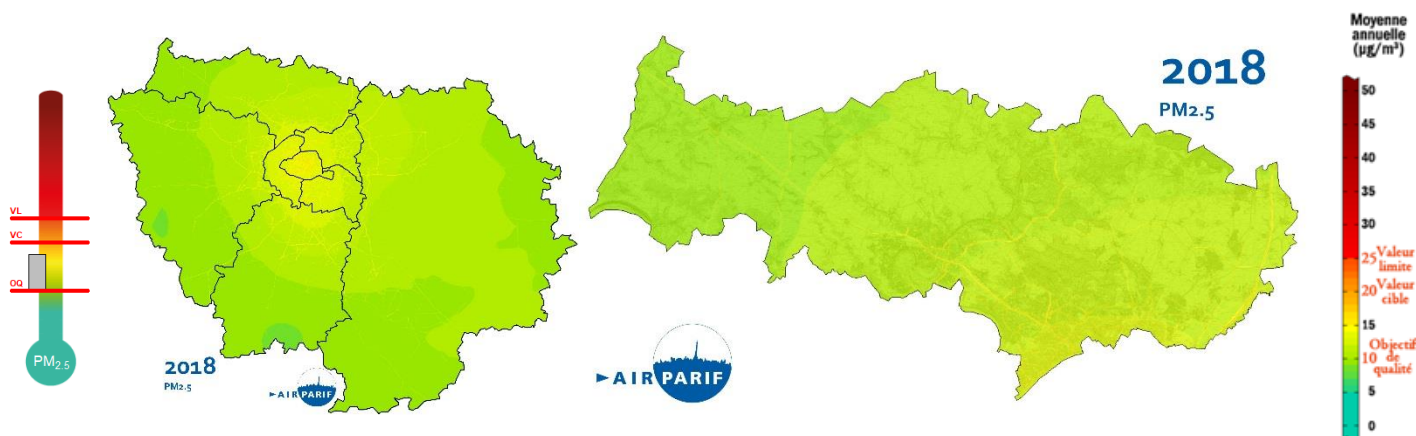 VL
VC
OQ
PM2.5
2018
PM2.5
AIRPARIF
2018
PM2.5
AIRPARIF
Moyenne
annuelle
(µg/m³)
50
45
40
35
30
25 Valeur
limite
20 Valeur
cible
15
Objectif
10 de
qualité
5
0